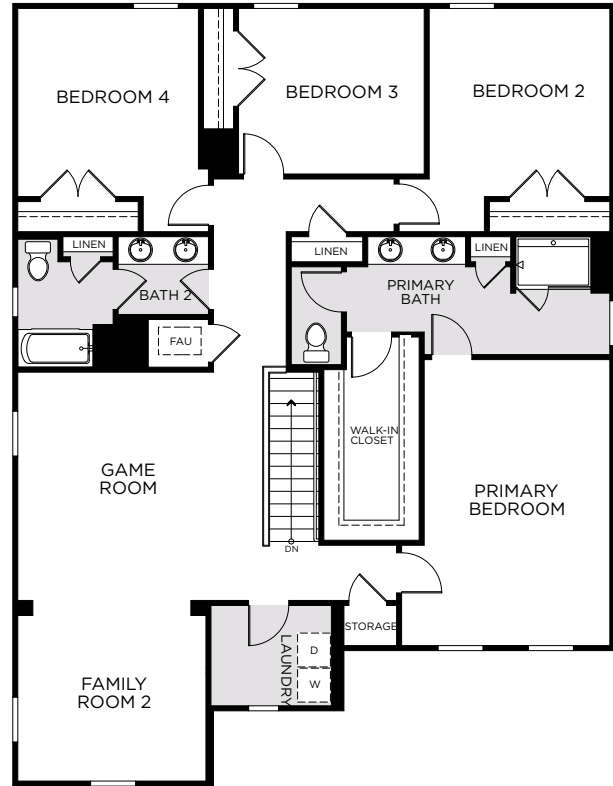 BEDROOM 4
BEDROOM 3
BEDROOM 2
LINEN
LINEN
LINEN
BATH 2
PRIMARY
BATH
FAU
WALK-IN
CLOSET
GAME
ROOM
PRIMARY
BEDROOM
DN
STORAGE
LAUNDRY
D
W
FAMILY
ROOM 2